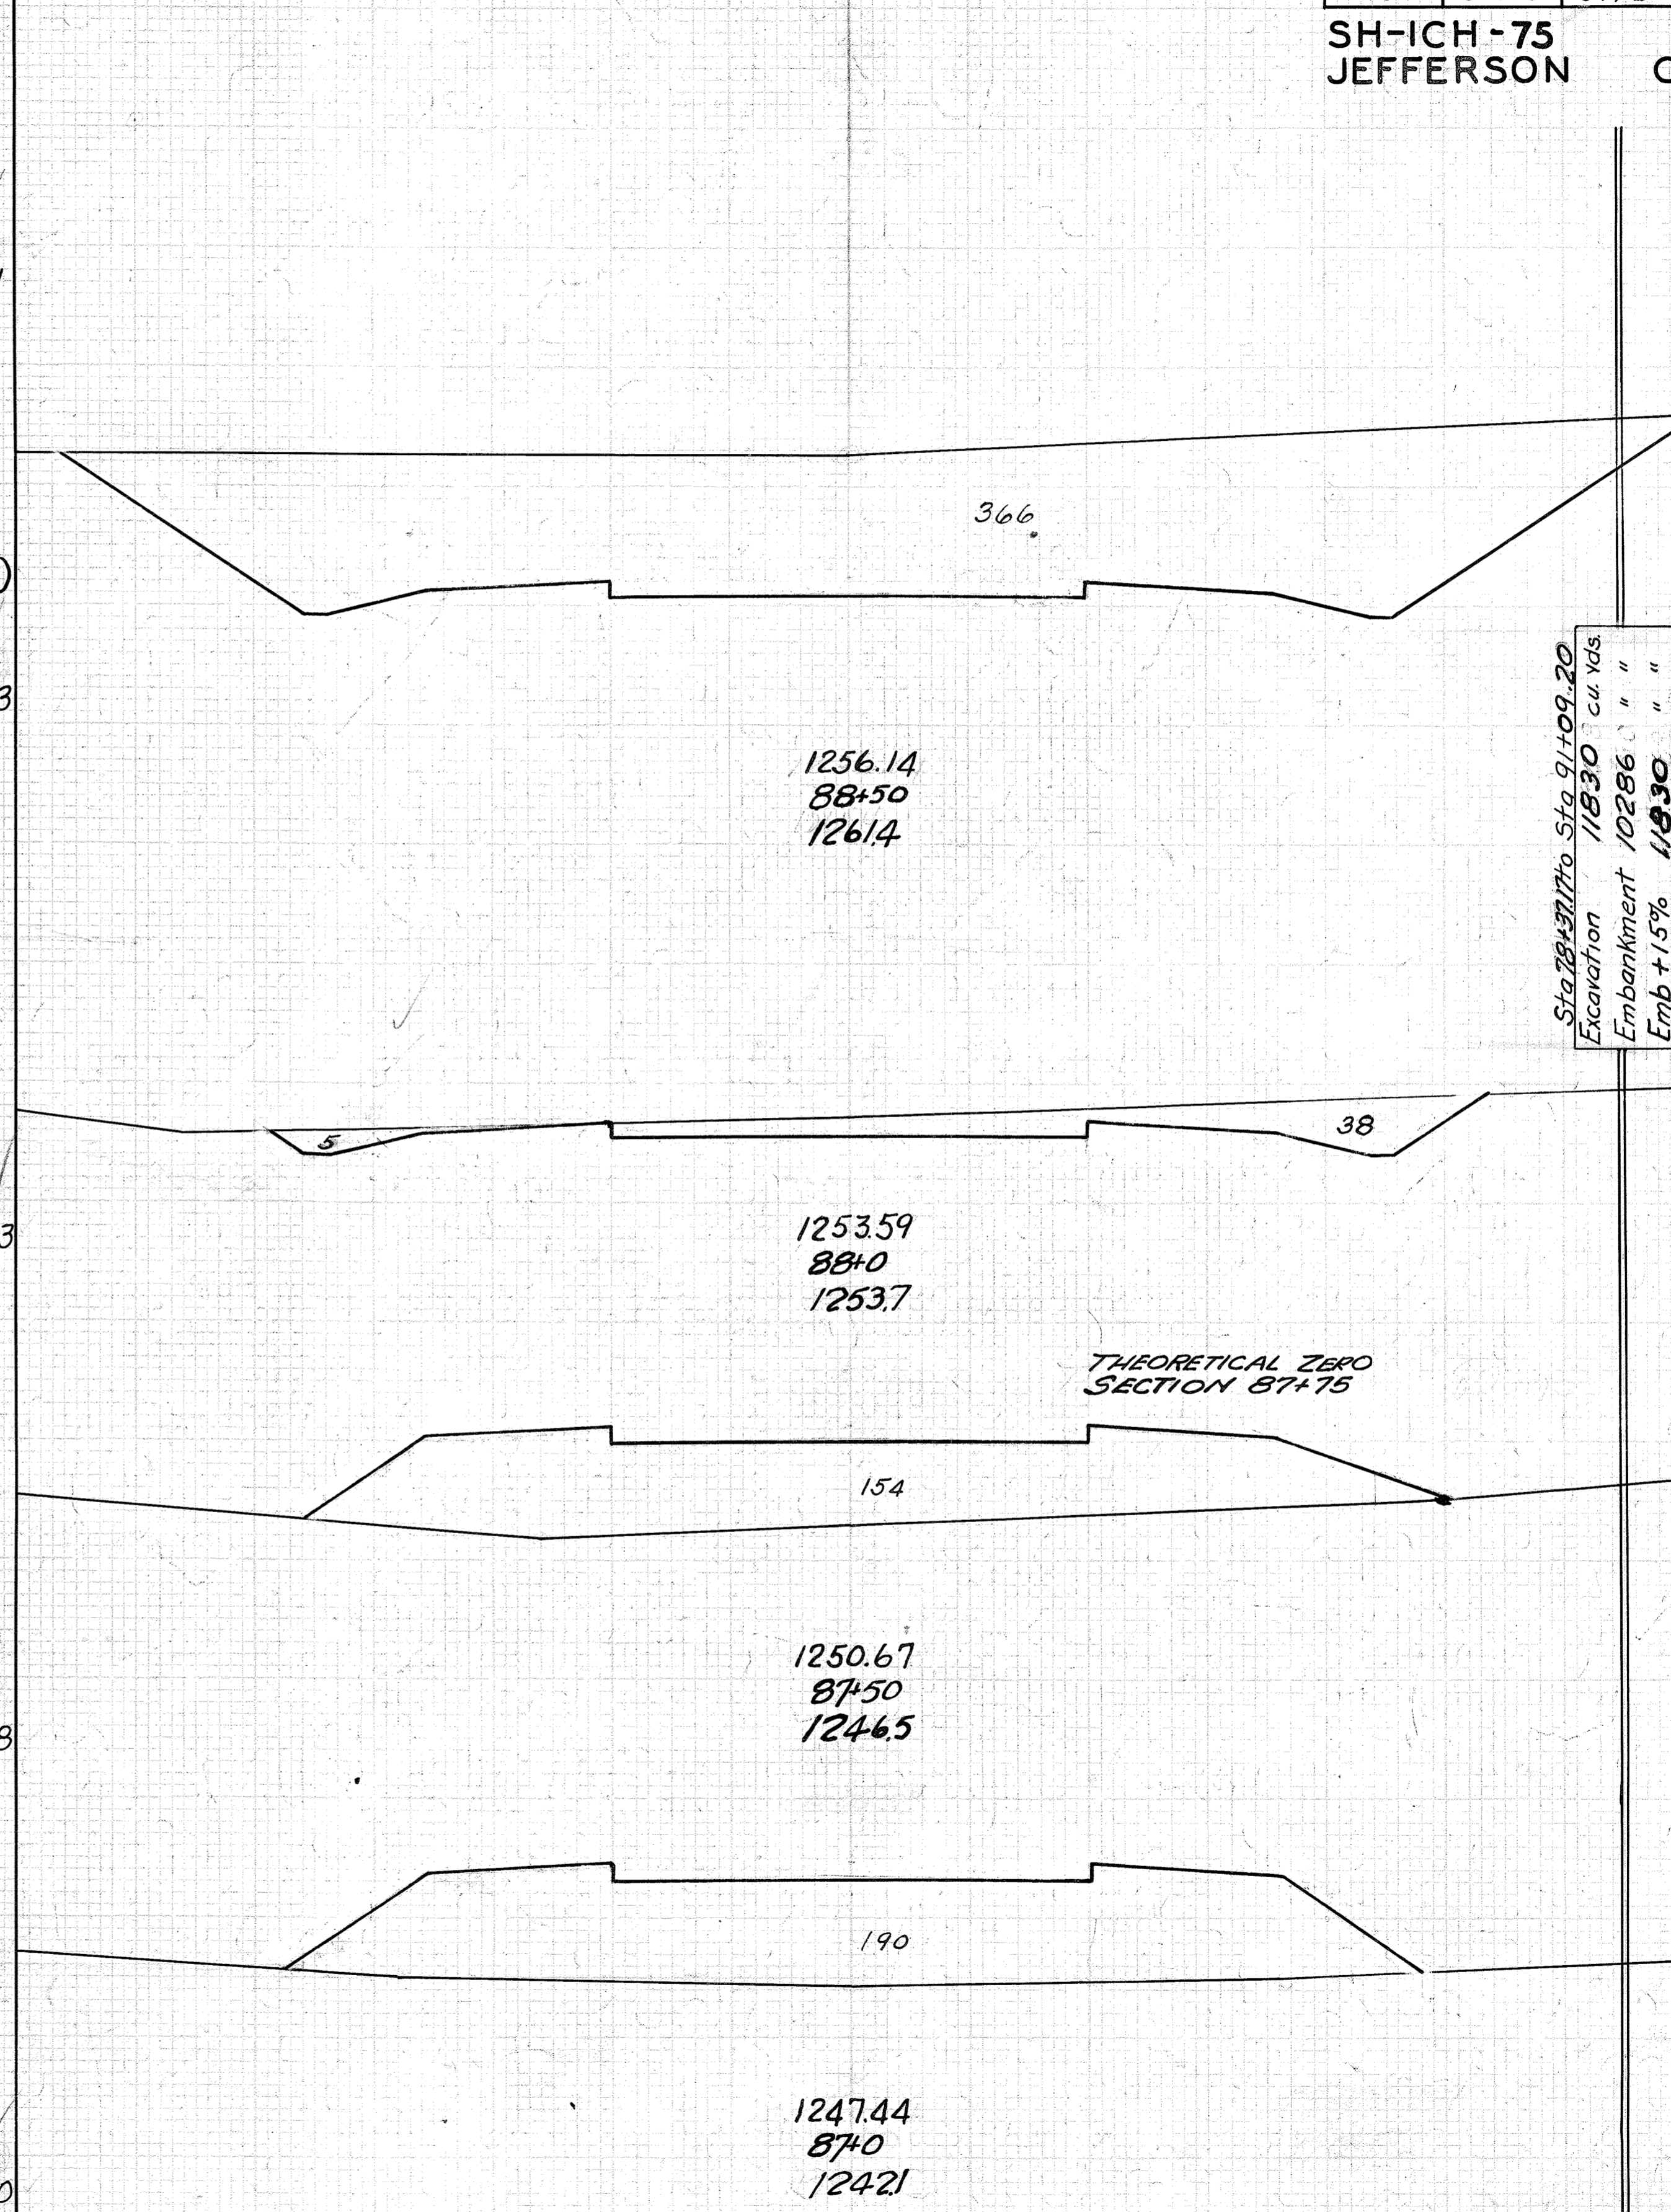 SH-ICH-75
JEFFERSON
366
1256.14
88+50
1261.4
Sta 78+37.17 to Sta 91+09.20
Excavation 11830 cu. Yds.
Embankment 10286 " "
Emb + 15% 11830 " "
5
38
1253.59
88+0
1253.7
THEORETICAL ZERO
SECTION 87+75
154
1250.67
87+50
1246.5
190
1247.44
87+0
1242.1